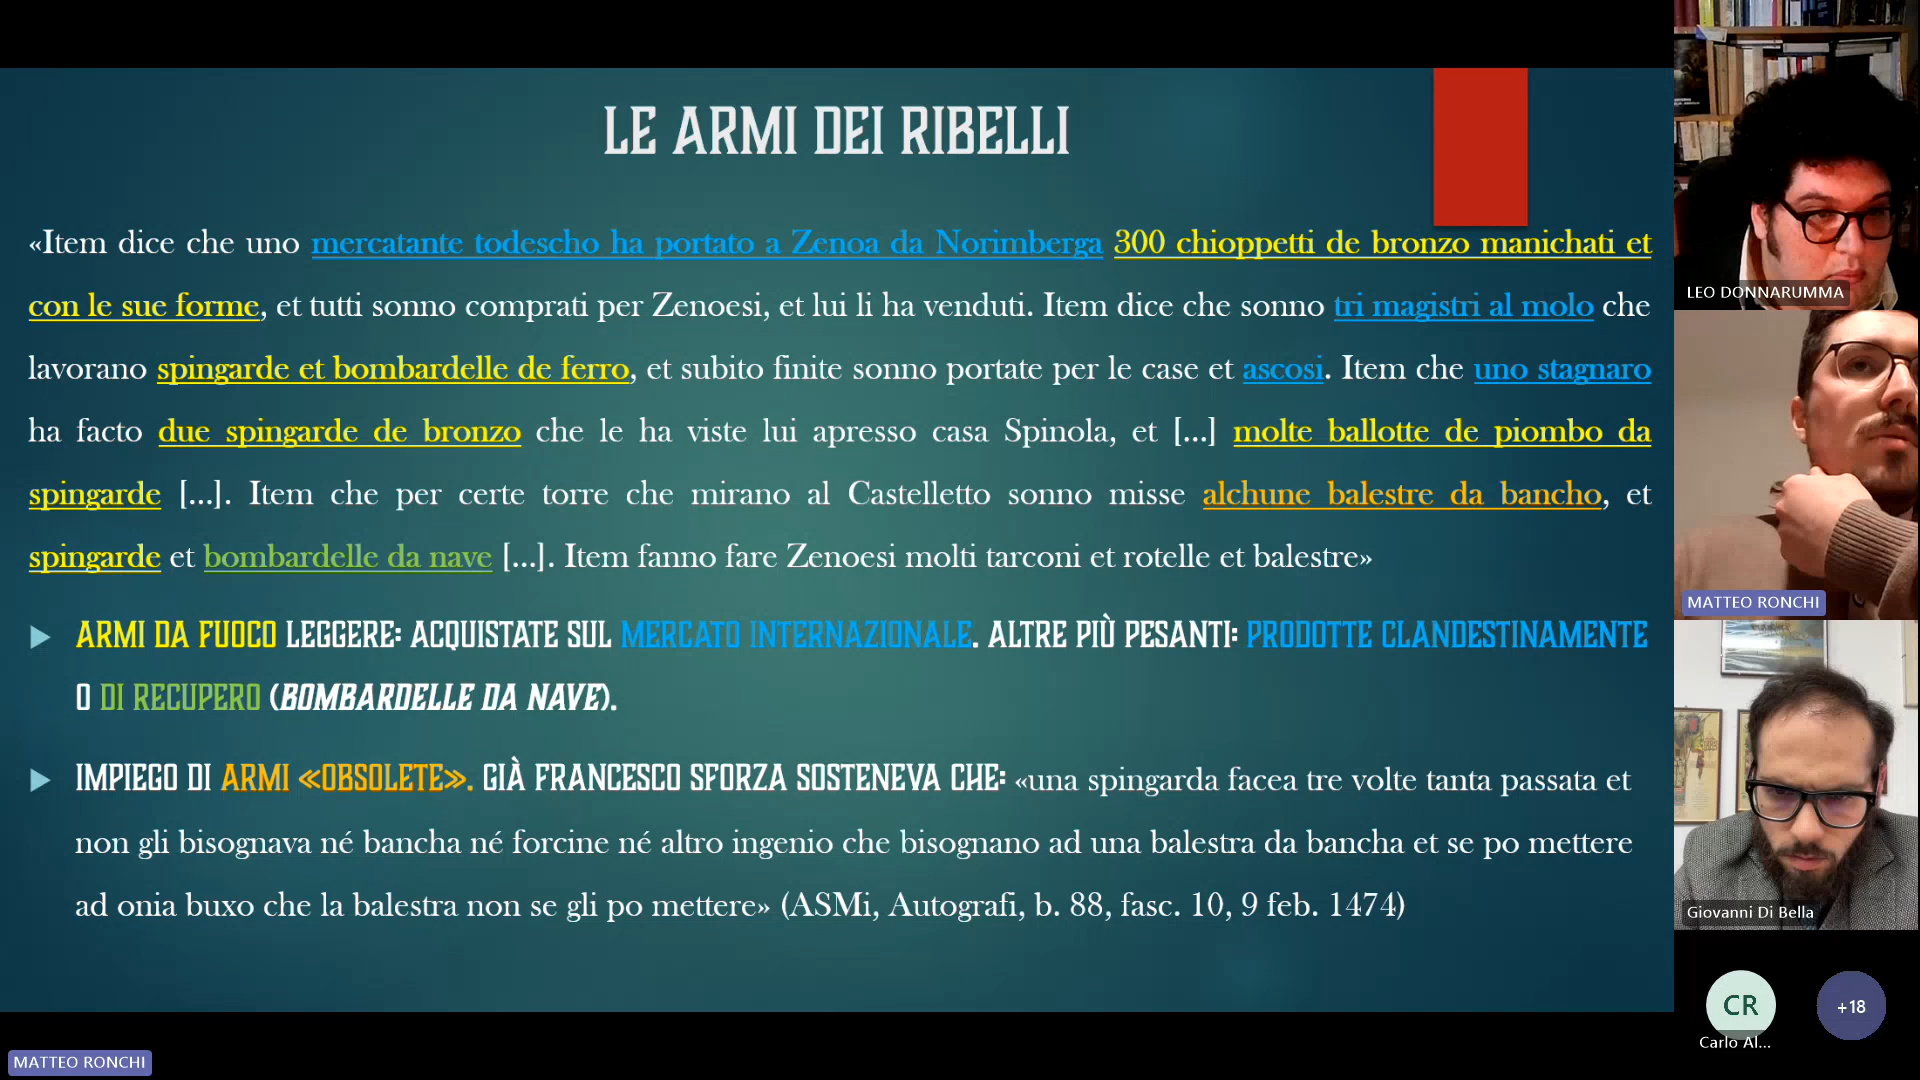 LE ARMI DEI RIBELLI
«Item dice che uno mercatante todescho ha portato a Zenoa da Norimberga 300 chioppetti de bronzo manichati et
con le sue forme, et tutti sonno comprati per Zenoesi, et lui li ha venduti. Item dice che sonno tri magistri al molo che
lavorano spingarde et bombardelle de ferro, et subito finite sonno portate per le case et ascosi. Item che uno stagnaro
ha facto due spingarde de bronzo che le ha viste lui apresso casa Spinola, et [...] molte ballotte de piombo da
spingarde [...]. Item che per certe torre che mirano al Castelletto sonno misse alchune balestre da bancho, et
spingarde et bombardelle da nave [...]. Item fanno fare Zenoesi molti tarconi et rotelle et balestre»
ARMI DA FUOCO LEGGERE: ACQUISTATE SUL MERCATO INTERNAZIONALE. ALTRE PIÙ PESANTI: PRODOTTE CLANDESTINAMENTE
O DI RECUPERO (BOMBARDELLE DA NAVE).
IMPIEGO DI ARMI «OBSOLETE». GIÀ FRANCESCO SFORZA SOSTENEVA CHE: «una spingarda facea tre volte tanta passata et
non gli bisognava né bancha né forcine né altro ingenio che bisognano ad una balestra da bancha et se po mettere
ad onia buxo che la balestra non se gli po mettere» (ASMi, Autografi, b. 88, fasc. 10, 9 feb. 1474)
LEO DONNARUMMA
MATTEO RONCHI
Giovanni Di Bella
CR
+18
Carlo Al...
MATTEO RONCHI